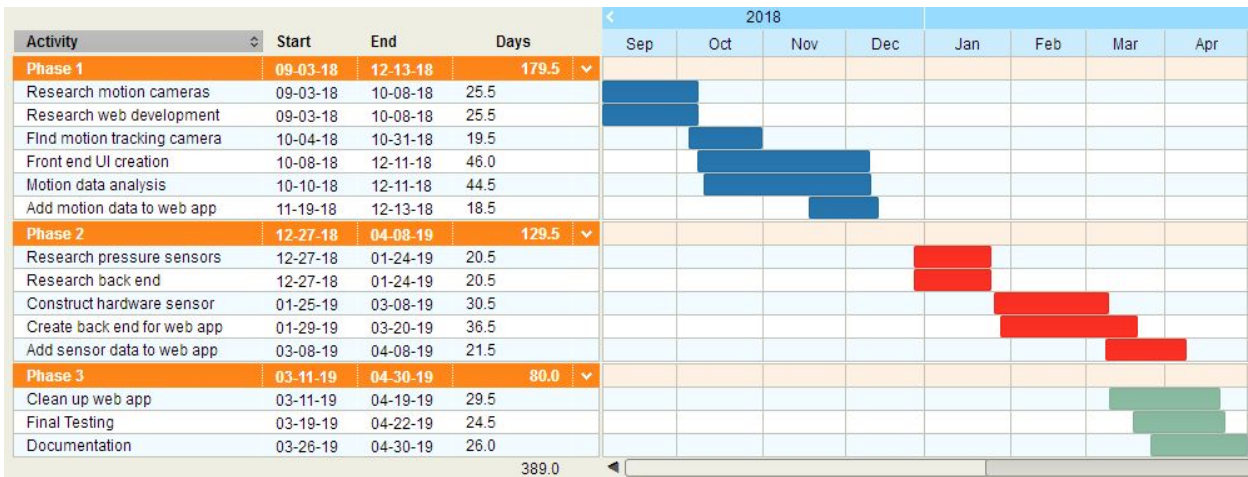 2018
Activity Start End Days Sep Oct Nov Dec Jan Feb Mar Apr
Phase 1 09-03-18 12-13-18 179.5
Research motion cameras 09-03-18 10-08-18 25.5
Research web development 09-03-18 10-08-18 25.5
FInd motion tracking camera 10-04-18 10-31-18 19.5
Front end UI creation 10-08-18 12-11-18 46.0
Motion data analysis 10-10-18 12-11-18 44.5
Add motion data to web app 11-19-18 12-13-18 18.5
Phase 2 12-27-18 04-08-19 129.5
Research pressure sensors 12-27-18 01-24-19 20.5
Research back end 12-27-18 01-24-19 20.5
Construct hardware sensor 01-25-19 03-08-19 30.5
Create back end for web app 01-29-19 03-20-19 36.5
Add sensor data to web app 03-08-19 04-08-19 21.5
Phase 3 03-11-19 04-30-19 80.0
Clean up web app 03-11-19 04-19-19 29.5
Final Testing 03-19-19 04-22-19 24.5
Documentation 03-26-19 04-30-19 26.0
389.0